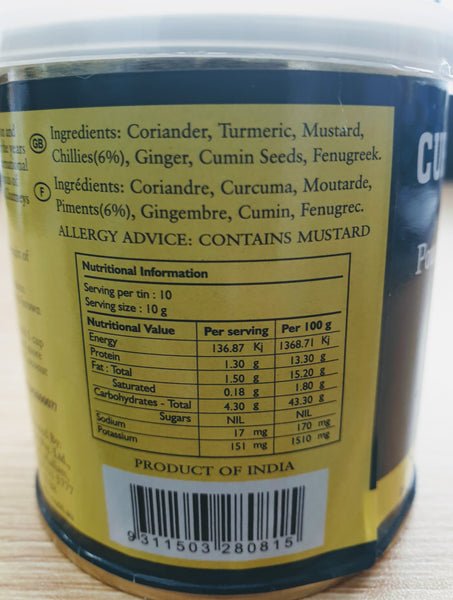 GB Ingredients: Coriander, Turmeric, Mustard,
Chillies(6%), Ginger, Cumin Seeds, Fenugreek.
F Ingrédients: Coriandre, Curcuma, Moutarde,
Piments(6%), Gingembre, Cumin, Fenugrec.
ALLERGY ADVICE: CONTAINS MUSTARD
Nutritional Information
Serving per tin : 10
Serving size : 10 g
Nutritional Value Per serving Per 100 g
Energy 136.87 Kj 1368.71 Kj
Protein 1.30 g 13.30 g
Fat : Total 1.50 g 15.20 g
Saturated 0.18 g 1.80 g
Carbohydrates - Total 4.30 g 43.30 g
Sugars NIL NIL
Sodium 17 mg 170 mg
Potassium 151 mg 1510 mg
PRODUCT OF INDIA
9311503 280815